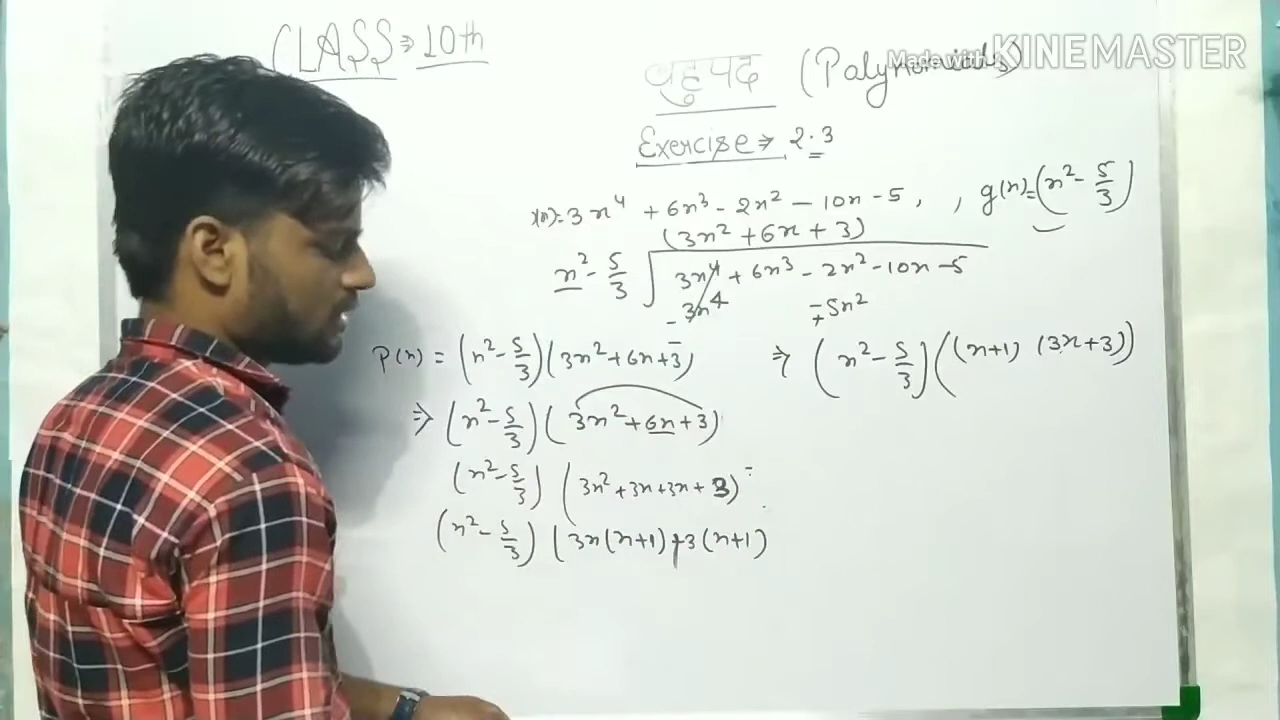 CLASS ⇒ 10th
Made with KINEMASTER
बहुपद (Palynomials)
Exercise ⇒ 2.3
3x⁴ + 6x³ - 2x² - 10x - 5, , g(x) = (x² - 5/3)
(3x² + 6x + 3)
x² - 5/3 √ 3x⁴ + 6x³ - 2x² - 10x - 5
- 3x⁴ -+ 5x²
P(x) = (x² - 5/3)(3x² + 6x + 3)
⇒ (x² - 5/3)(3x² + 6x + 3)
(x² - 5/3)(3x² + 3x + 3x + 3)
(x² - 5/3)(3x(x+1) + 3(x+1)
⇒ (x² - 5/3)((x+1) (3x+3))